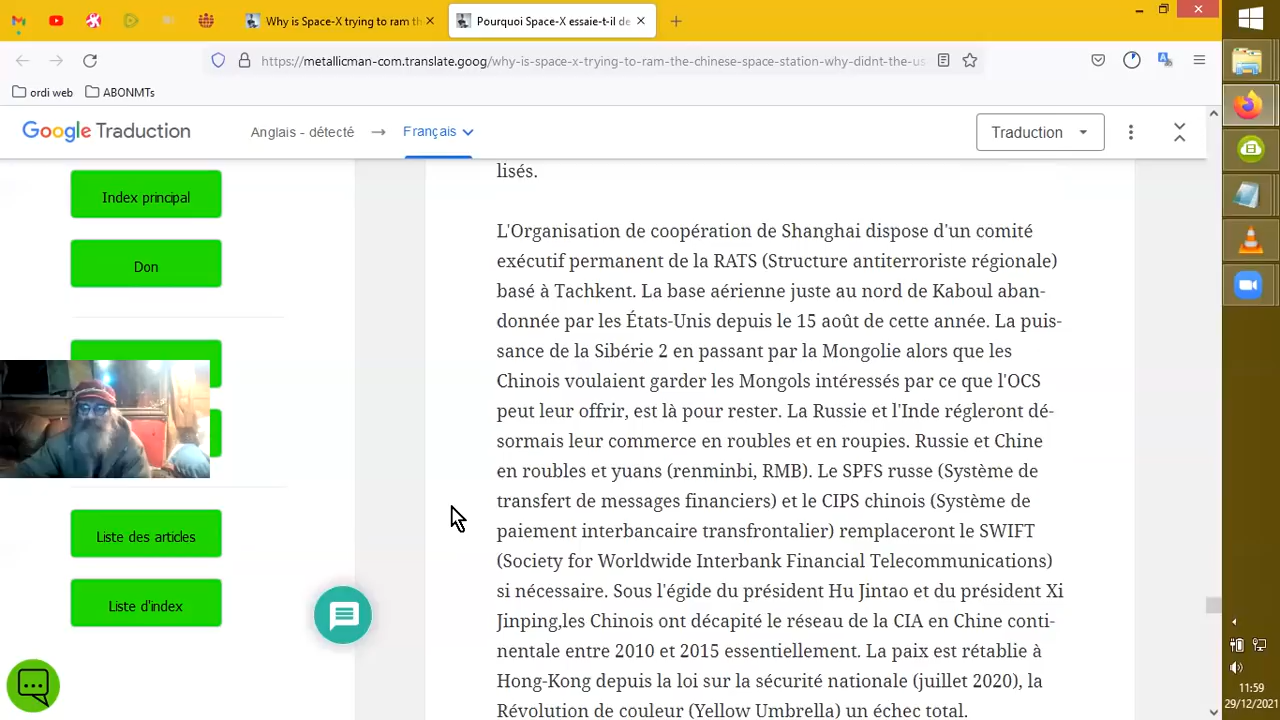 Why is Space-X trying to ram th
Pourquoi Space-X essaie-t-il de
https://metallicman-com.translate.goog/why-is-space-x-trying-to-ram-the-chinese-space-station-why-didnt-the-us
ordi web
ABONMTs
Google Traduction
Anglais - détecté
Français
Traduction
Index principal
Don
Liste des articles
Liste d'index
lisés.
L'Organisation de coopération de Shanghai dispose d'un comité
exécutif permanent de la RATS (Structure antiterroriste régionale)
basé à Tachkent. La base aérienne juste au nord de Kaboul aban-
donnée par les États-Unis depuis le 15 août de cette année. La puis-
sance de la Sibérie 2 en passant par la Mongolie alors que les
Chinois voulaient garder les Mongols intéressés par ce que l'OCS
peut leur offrir, est là pour rester. La Russie et l'Inde régleront dé-
sormais leur commerce en roubles et en roupies. Russie et Chine
en roubles et yuans (renminbi, RMB). Le SPFS russe (Système de
transfert de messages financiers) et le CIPS chinois (Système de
paiement interbancaire transfrontalier) remplaceront le SWIFT
(Society for Worldwide Interbank Financial Telecommunications)
si nécessaire. Sous l'égide du président Hu Jintao et du président Xi
Jinping,les Chinois ont décapité le réseau de la CIA en Chine conti-
nentale entre 2010 et 2015 essentiellement. La paix est rétablie à
Hong-Kong depuis la loi sur la sécurité nationale (juillet 2020), la
Révolution de couleur (Yellow Umbrella) un échec total.
11:59
29/12/2021